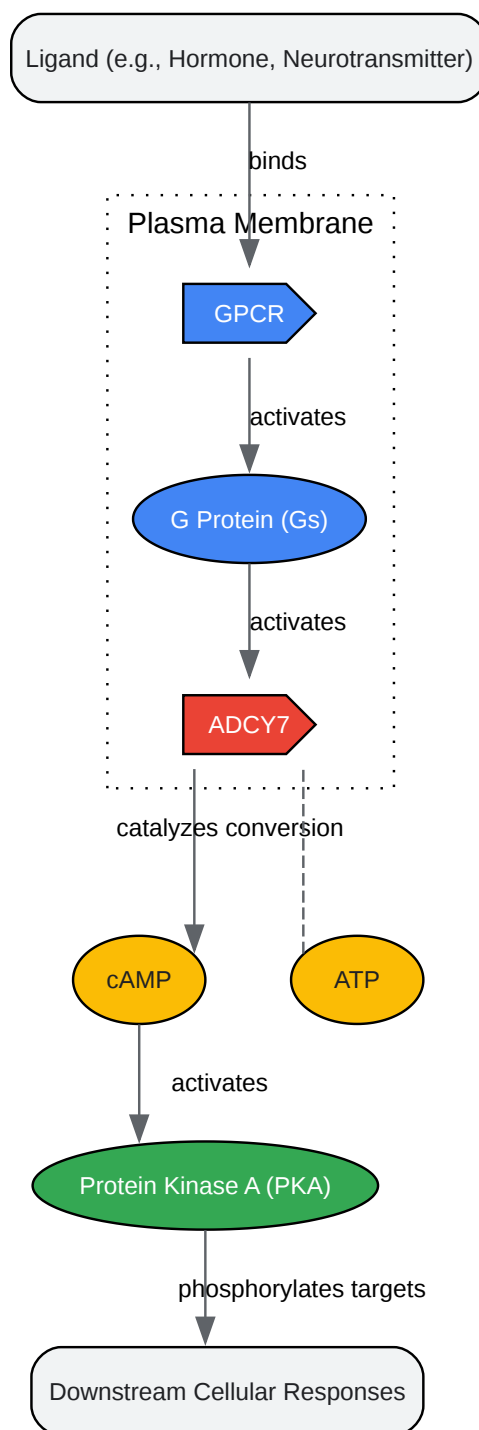 Ligand (e.g., Hormone, Neurotransmitter)
binds
Plasma Membrane
GPCR
activates
G Protein (Gs)
activates
ADCY7
catalyzes conversion
cAMP
ATP
activates
Protein Kinase A (PKA)
phosphorylates targets
Downstream Cellular Responses